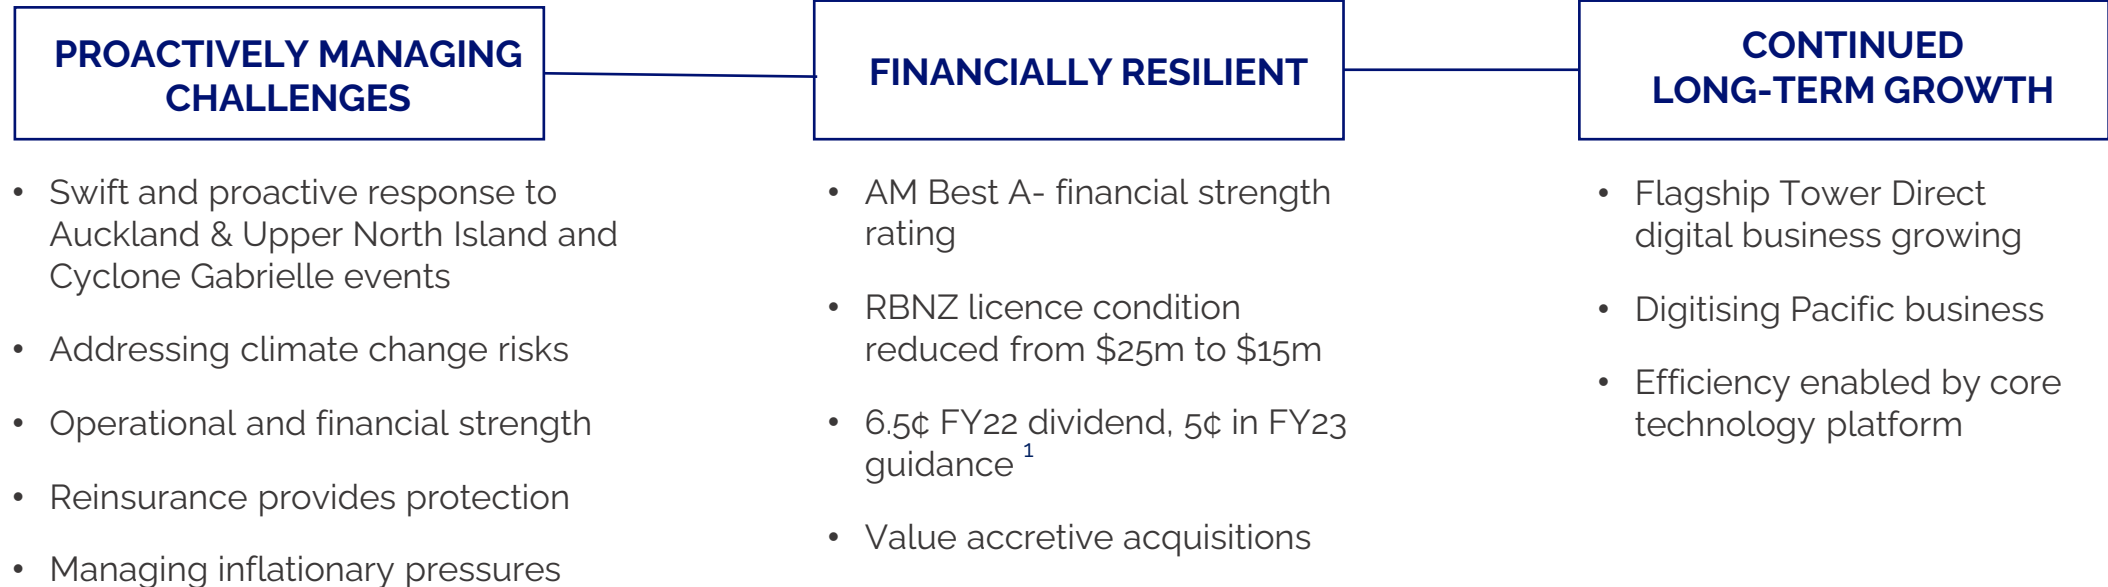 PROACTIVELY MANAGING
CHALLENGES
• Swift and proactive response to
Auckland & Upper North Island and
Cyclone Gabrielle events
• Addressing climate change risks
• Operational and financial strength
• Reinsurance provides protection
• Managing inflationary pressures
FINANCIALLY RESILIENT
• AM Best A- financial strength
rating
• RBNZ licence condition
reduced from $25m to $15m
• 6.5¢ FY22 dividend, 5¢ in FY23
guidance 1
• Value accretive acquisitions
CONTINUED
LONG-TERM GROWTH
• Flagship Tower Direct
digital business growing
• Digitising Pacific business
• Efficiency enabled by core
technology platform